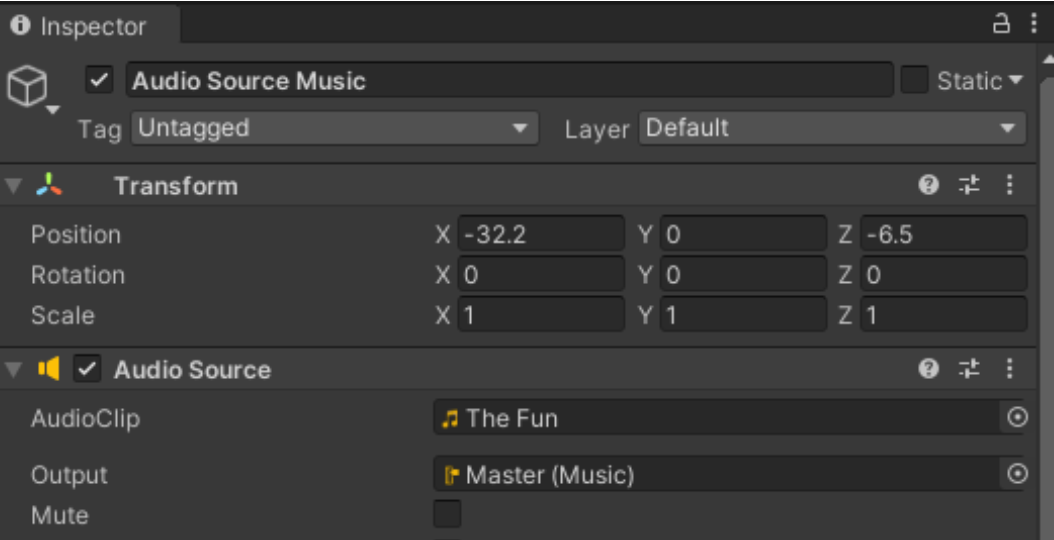 Inspector
Audio Source Music Static
Tag Untagged Layer Default
Transform
Position X -32.2 Y 0 Z -6.5
Rotation X 0 Y 0 Z 0
Scale X 1 Y 1 Z 1
Audio Source
AudioClip The Fun
Output Master (Music)
Mute